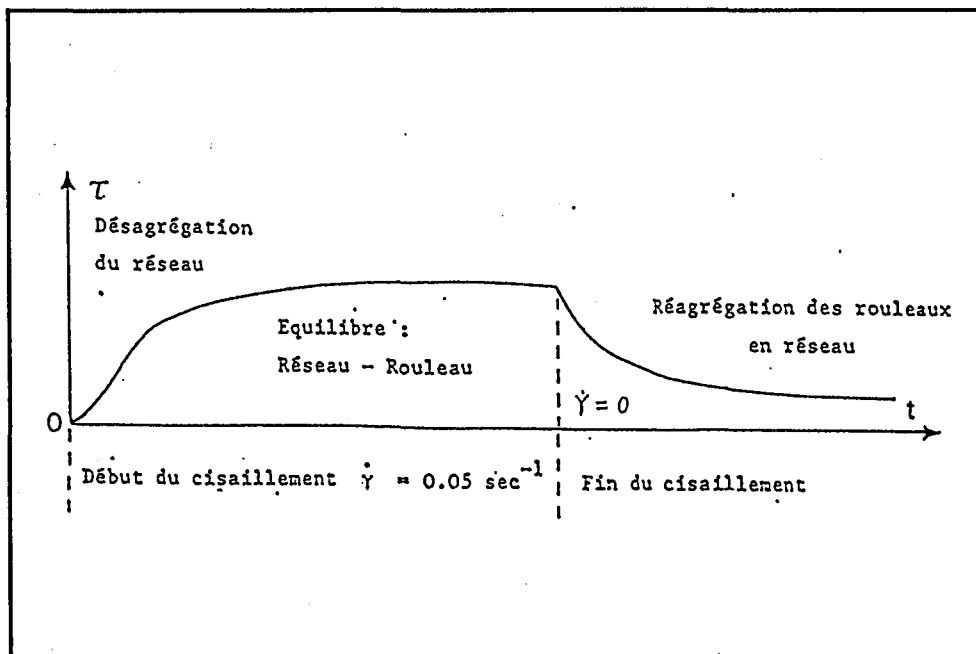 τ
Désagrégation
du réseau
Equilibre :
Réseau - Rouleau
Réagrégation des rouleaux
en réseau
γ̇ = 0
t
0
Début du cisaillement γ̇ = 0.05 sec⁻¹
Fin du cisaillement